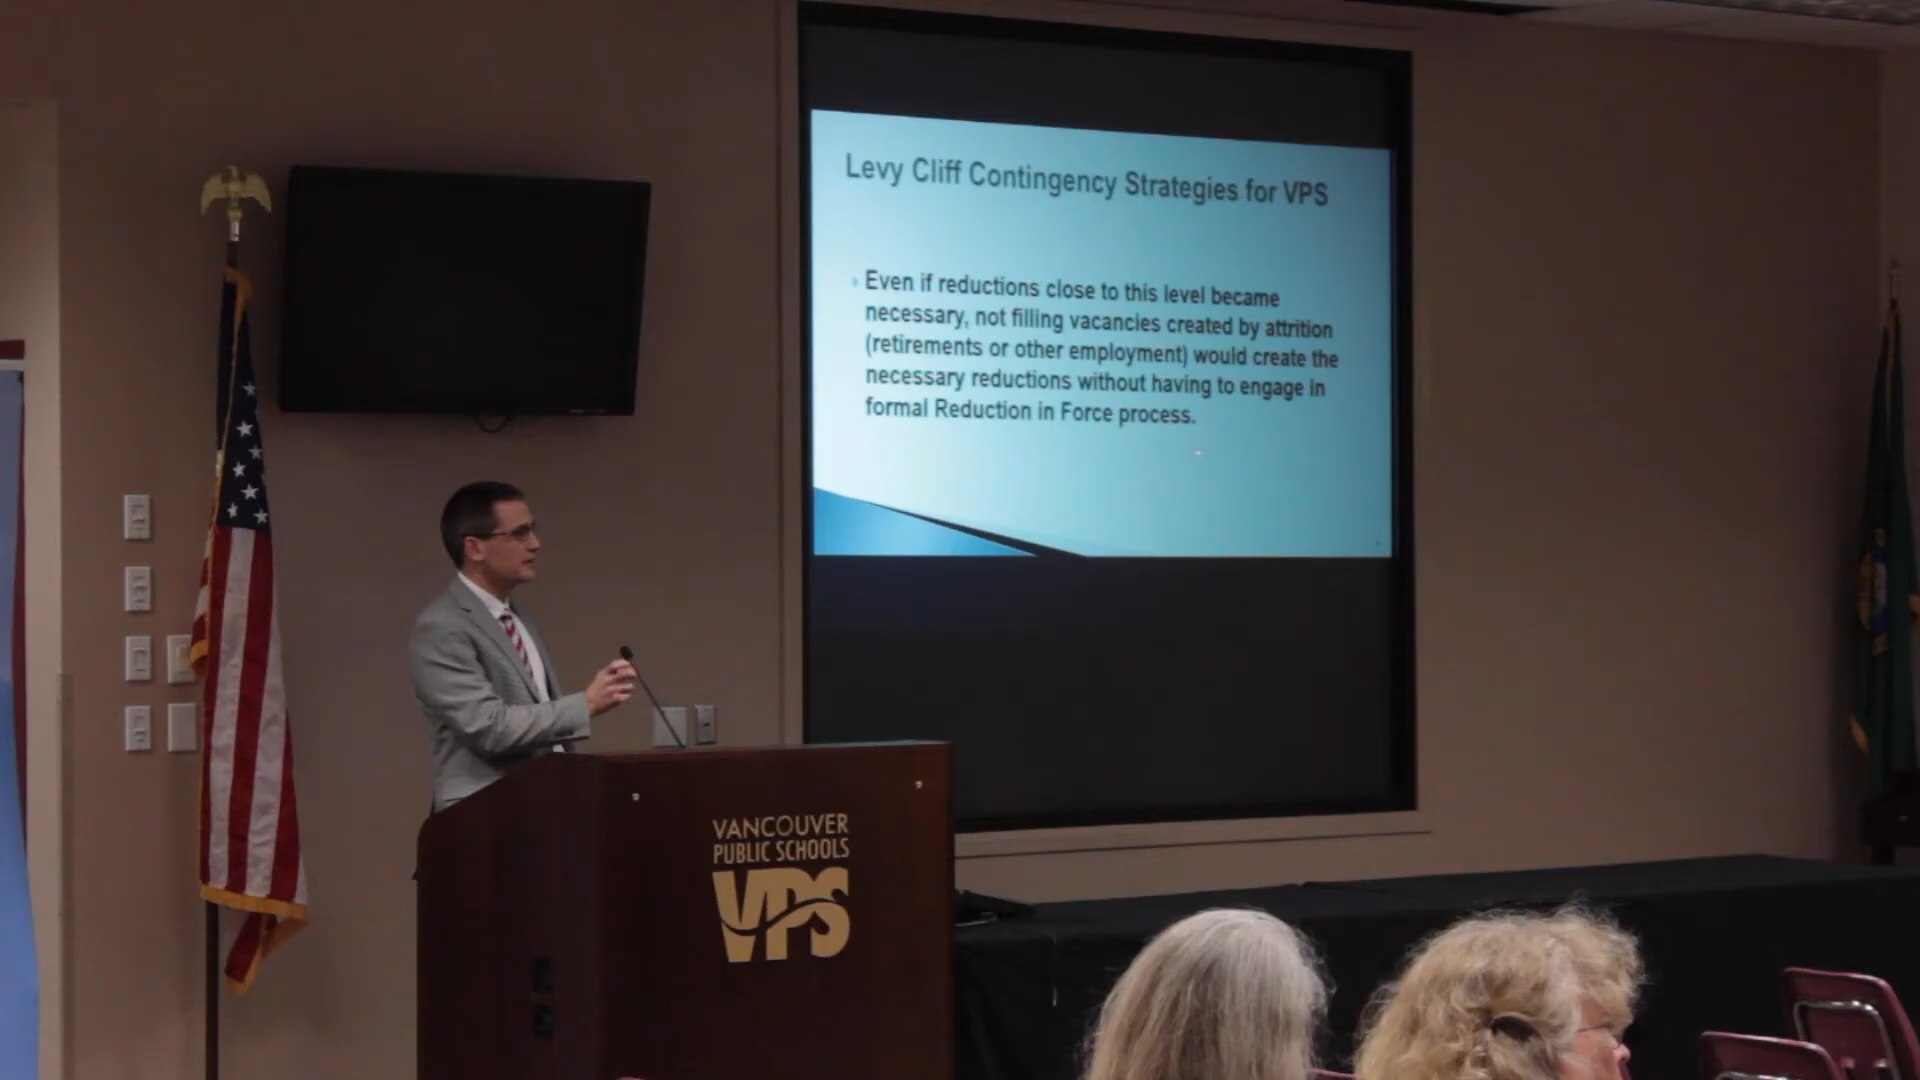 Levy Cliff Contingency Strategies for VPS
Even if reductions close to this level became
necessary, not filling vacancies created by attrition
(retirements or other employment) would create the
necessary reductions without having to engage in
formal Reduction in Force process.
VANCOUVER
PUBLIC SCHOOLS
VPS